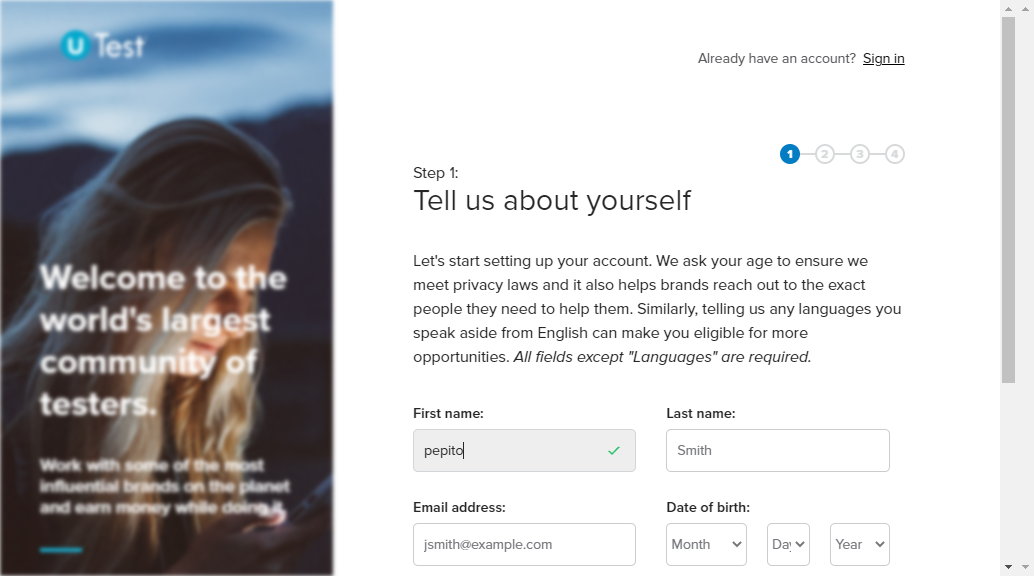 U Test
Already have an account? Sign in
1 2 3 4
Step 1:
Tell us about yourself
Welcome to the
world's largest
community of
testers.
Work with some of the most
influential brands on the planet
and earn money while doing it.
Let's start setting up your account. We ask your age to ensure we
meet privacy laws and it also helps brands reach out to the exact
people they need to help them. Similarly, telling us any languages you
speak aside from English can make you eligible for more
opportunities. All fields except "Languages" are required.
First name:
Last name:
pepito
Smith
Email address:
Date of birth:
jsmith@example.com
Month
Day
Year